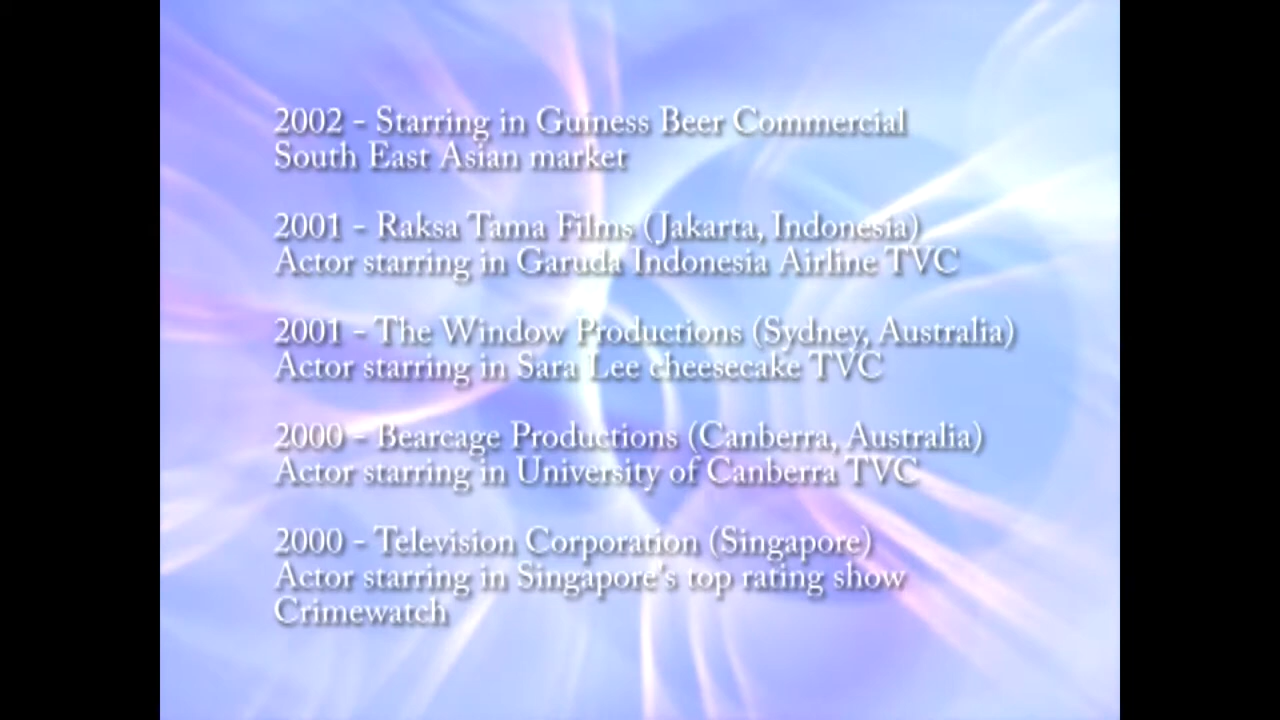 2002 - Starring in Guiness Beer Commercial
South East Asian market
2001 - Raksa Tama Films (Jakarta, Indonesia)
Actor starring in Garuda Indonesia Airline TVC
2001 - The Window Productions (Sydney, Australia)
Actor starring in Sara Lee cheesecake TVC
2000 - Bearcage Productions (Canberra, Australia)
Actor starring in University of Canberra TVC
2000 - Television Corporation (Singapore)
Actor starring in Singapore's top rating show
Crimewatch